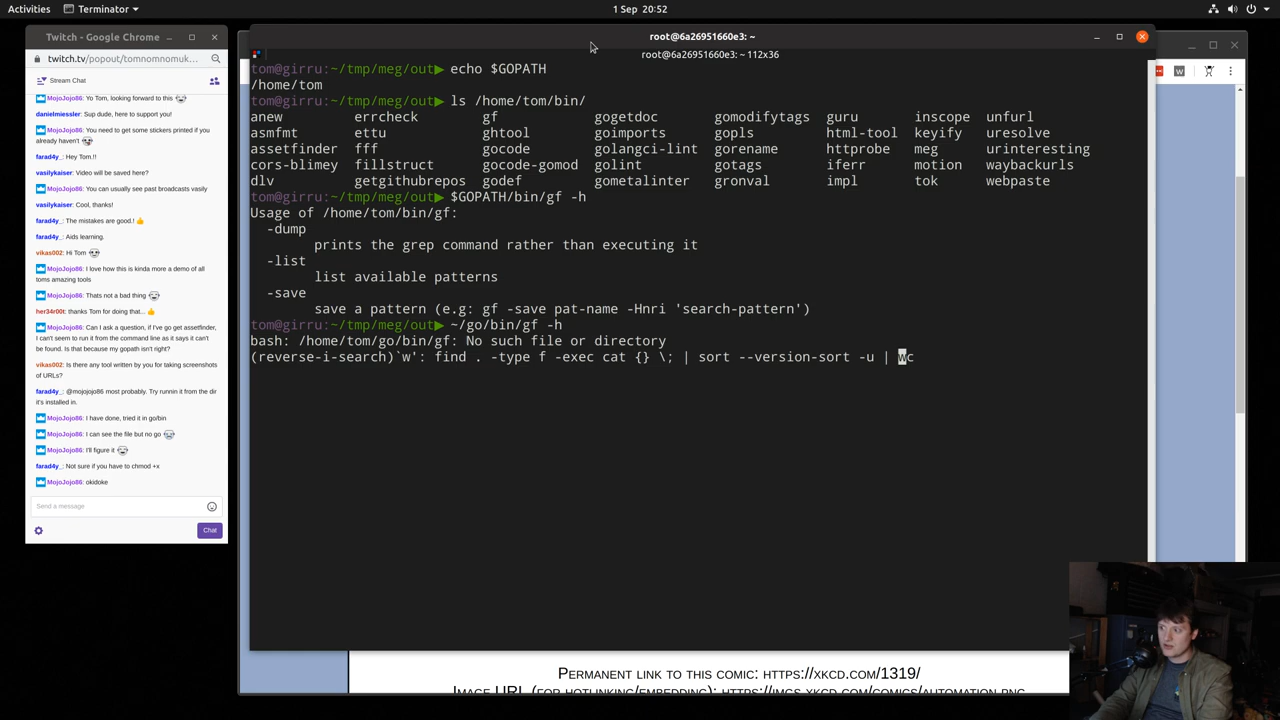 Activities
Terminator
1 Sep 20:52
Twitch - Google Chrome
twitch.tv/popout/tomnomnomuk…
Stream Chat
MojoJojo86: Yo Tom, looking forward to this
danielmiessler: Sup dude, here to support you!
MojoJojo86: You need to get some stickers printed if you
already haven't
farad4y_: Hey Tom.!!
vasilykaiser: Video will be saved here?
MojoJojo86: You can usually see past broadcasts vasily
vasilykaiser: Cool, thanks!
farad4y_: The mistakes are good.!
farad4y_: Aids learning.
vikas002: Hi Tom
MojoJojo86: I love how this is kinda more a demo of all
toms amazing tools
MojoJojo86: Thats not a bad thing
her34r00t: thanks Tom for doing that...
MojoJojo86: Can I ask a question, if I've go get assetfinder,
I can't seem to run it from the command line as it says it can't
be found. Is that because my gopath isn't right?
vikas002: Is there any tool written by you for taking screenshots
of URLs?
farad4y_: @mojojojo86 most probably. Try runnin it from the dir
it's installed in.
MojoJojo86: I have done, tried it in go/bin
MojoJojo86: I can see the file but no go
MojoJojo86: I'll figure it
farad4y_: Not sure if you have to chmod +x
MojoJojo86: okidoke
Send a message
Chat
root@6a26951660e3: ~
root@6a26951660e3: ~ 112x36
tom@girru:~/tmp/meg/out▶ echo $GOPATH
/home/tom
tom@girru:~/tmp/meg/out▶ ls /home/tom/bin/
anew errcheck gf gogetdoc gomodifytags guru inscope unfurl
asmfmt ettu ghtool goimports gopls html-tool keyify uresolve
assetfinder fff gocode golangci-lint gorename httprobe meg urinteresting
cors-blimey fillstruct gocode-gomod golint gotags iferr motion waybackurls
dlv getgithubrepos godef gometalinter gronval impl tok webpaste
tom@girru:~/tmp/meg/out▶ $GOPATH/bin/gf -h
Usage of /home/tom/bin/gf:
-dump
prints the grep command rather than executing it
-list
list available patterns
-save
save a pattern (e.g: gf -save pat-name -Hnri 'search-pattern')
tom@girru:~/tmp/meg/out▶ ~/go/bin/gf -h
bash: /home/tom/go/bin/gf: No such file or directory
(reverse-i-search)`w': find . -type f -exec cat {} \; | sort --version-sort -u | wc
Permanent link to this comic: https://xkcd.com/1319/
Image URL (for hotlinking/embedding): https://imgs.xkcd.com/comics/automation.png